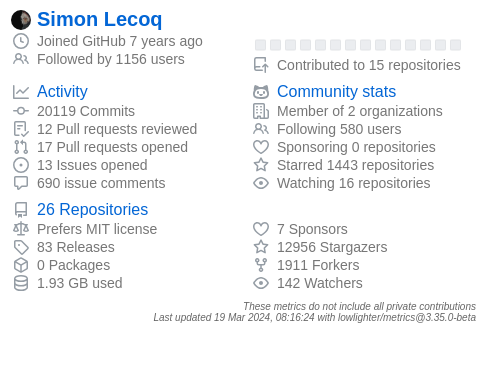 Simon Lecoq
Joined GitHub 7 years ago
Followed by 1156 users
Contributed to 15 repositories
Activity
20119 Commits
12 Pull requests reviewed
17 Pull requests opened
13 Issues opened
690 issue comments
Community stats
Member of 2 organizations
Following 580 users
Sponsoring 0 repositories
Starred 1443 repositories
Watching 16 repositories
26 Repositories
Prefers MIT license
83 Releases
0 Packages
1.93 GB used
7 Sponsors
12956 Stargazers
1911 Forkers
142 Watchers
These metrics do not include all private contributions
Last updated 19 Mar 2024, 08:16:24 with lowlighter/metrics@3.35.0-beta